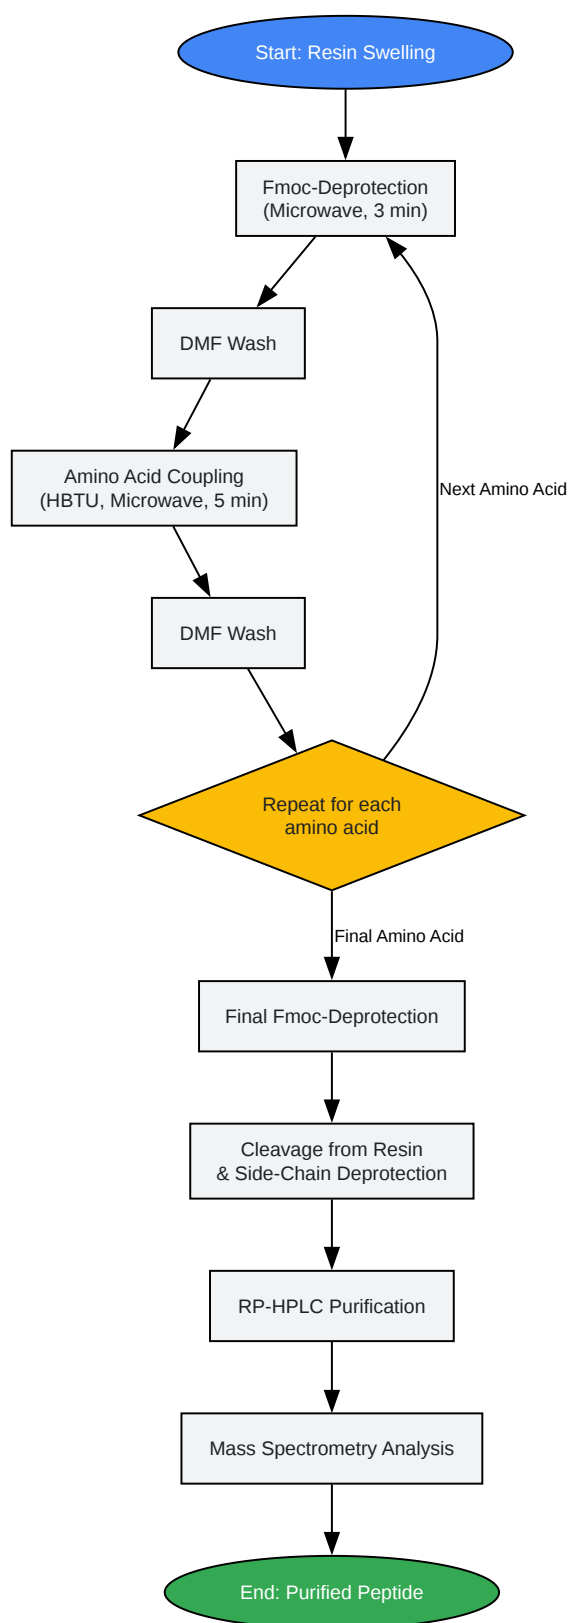 Start: Resin Swelling
Fmoc-Deprotection
(Microwave, 3 min)
DMF Wash
Amino Acid Coupling
(HBTU, Microwave, 5 min)
Next Amino Acid
DMF Wash
Repeat for each
amino acid
Final Amino Acid
Final Fmoc-Deprotection
Cleavage from Resin
& Side-Chain Deprotection
RP-HPLC Purification
Mass Spectrometry Analysis
End: Purified Peptide